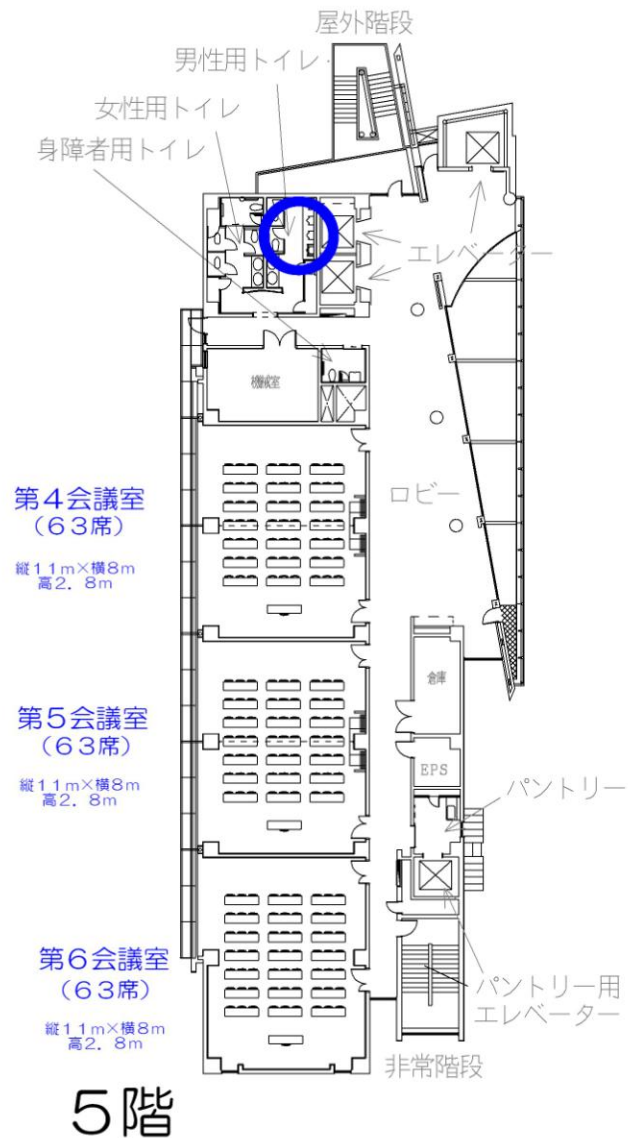 屋外階段
男性用トイレ
女性用トイレ
身障者用トイレ
エレベーター
機械室
第4会議室
(63席)
縦11m×横8m
高2.8m
ロビー
第5会議室
(63席)
縦11m×横8m
高2.8m
倉庫
EPS
パントリー
第6会議室
(63席)
縦11m×横8m
高2.8m
パントリー用
エレベーター
非常階段
5階